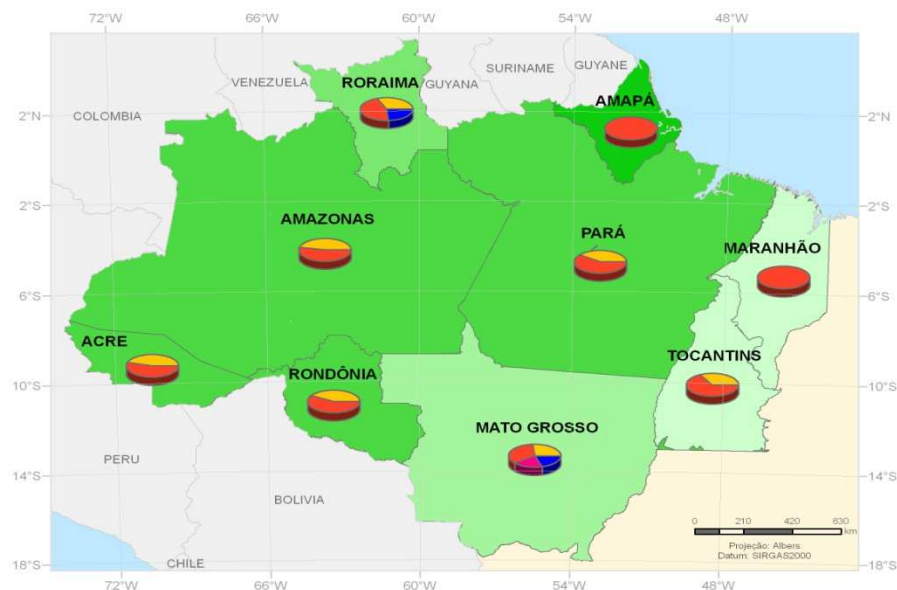 72°W
66°W
60°W
54°W
48°W
VENEZUELA
RORAIMA
GUYANA
SURINAME
GUYANE
COLOMBIA
AMAPÁ
2°N
2°N
2°S
2°S
AMAZONAS
PARÁ
MARANHÃO
6°S
6°S
ACRE
RONDÔNIA
TOCANTINS
10°S
10°S
MATO GROSSO
PERU
14°S
14°S
BOLIVIA
0 210 420 630
km
Projeção: Albers
Datum: SIRGAS2000
CHILE
18°S
18°S
72°W
66°W
60°W
54°W
48°W